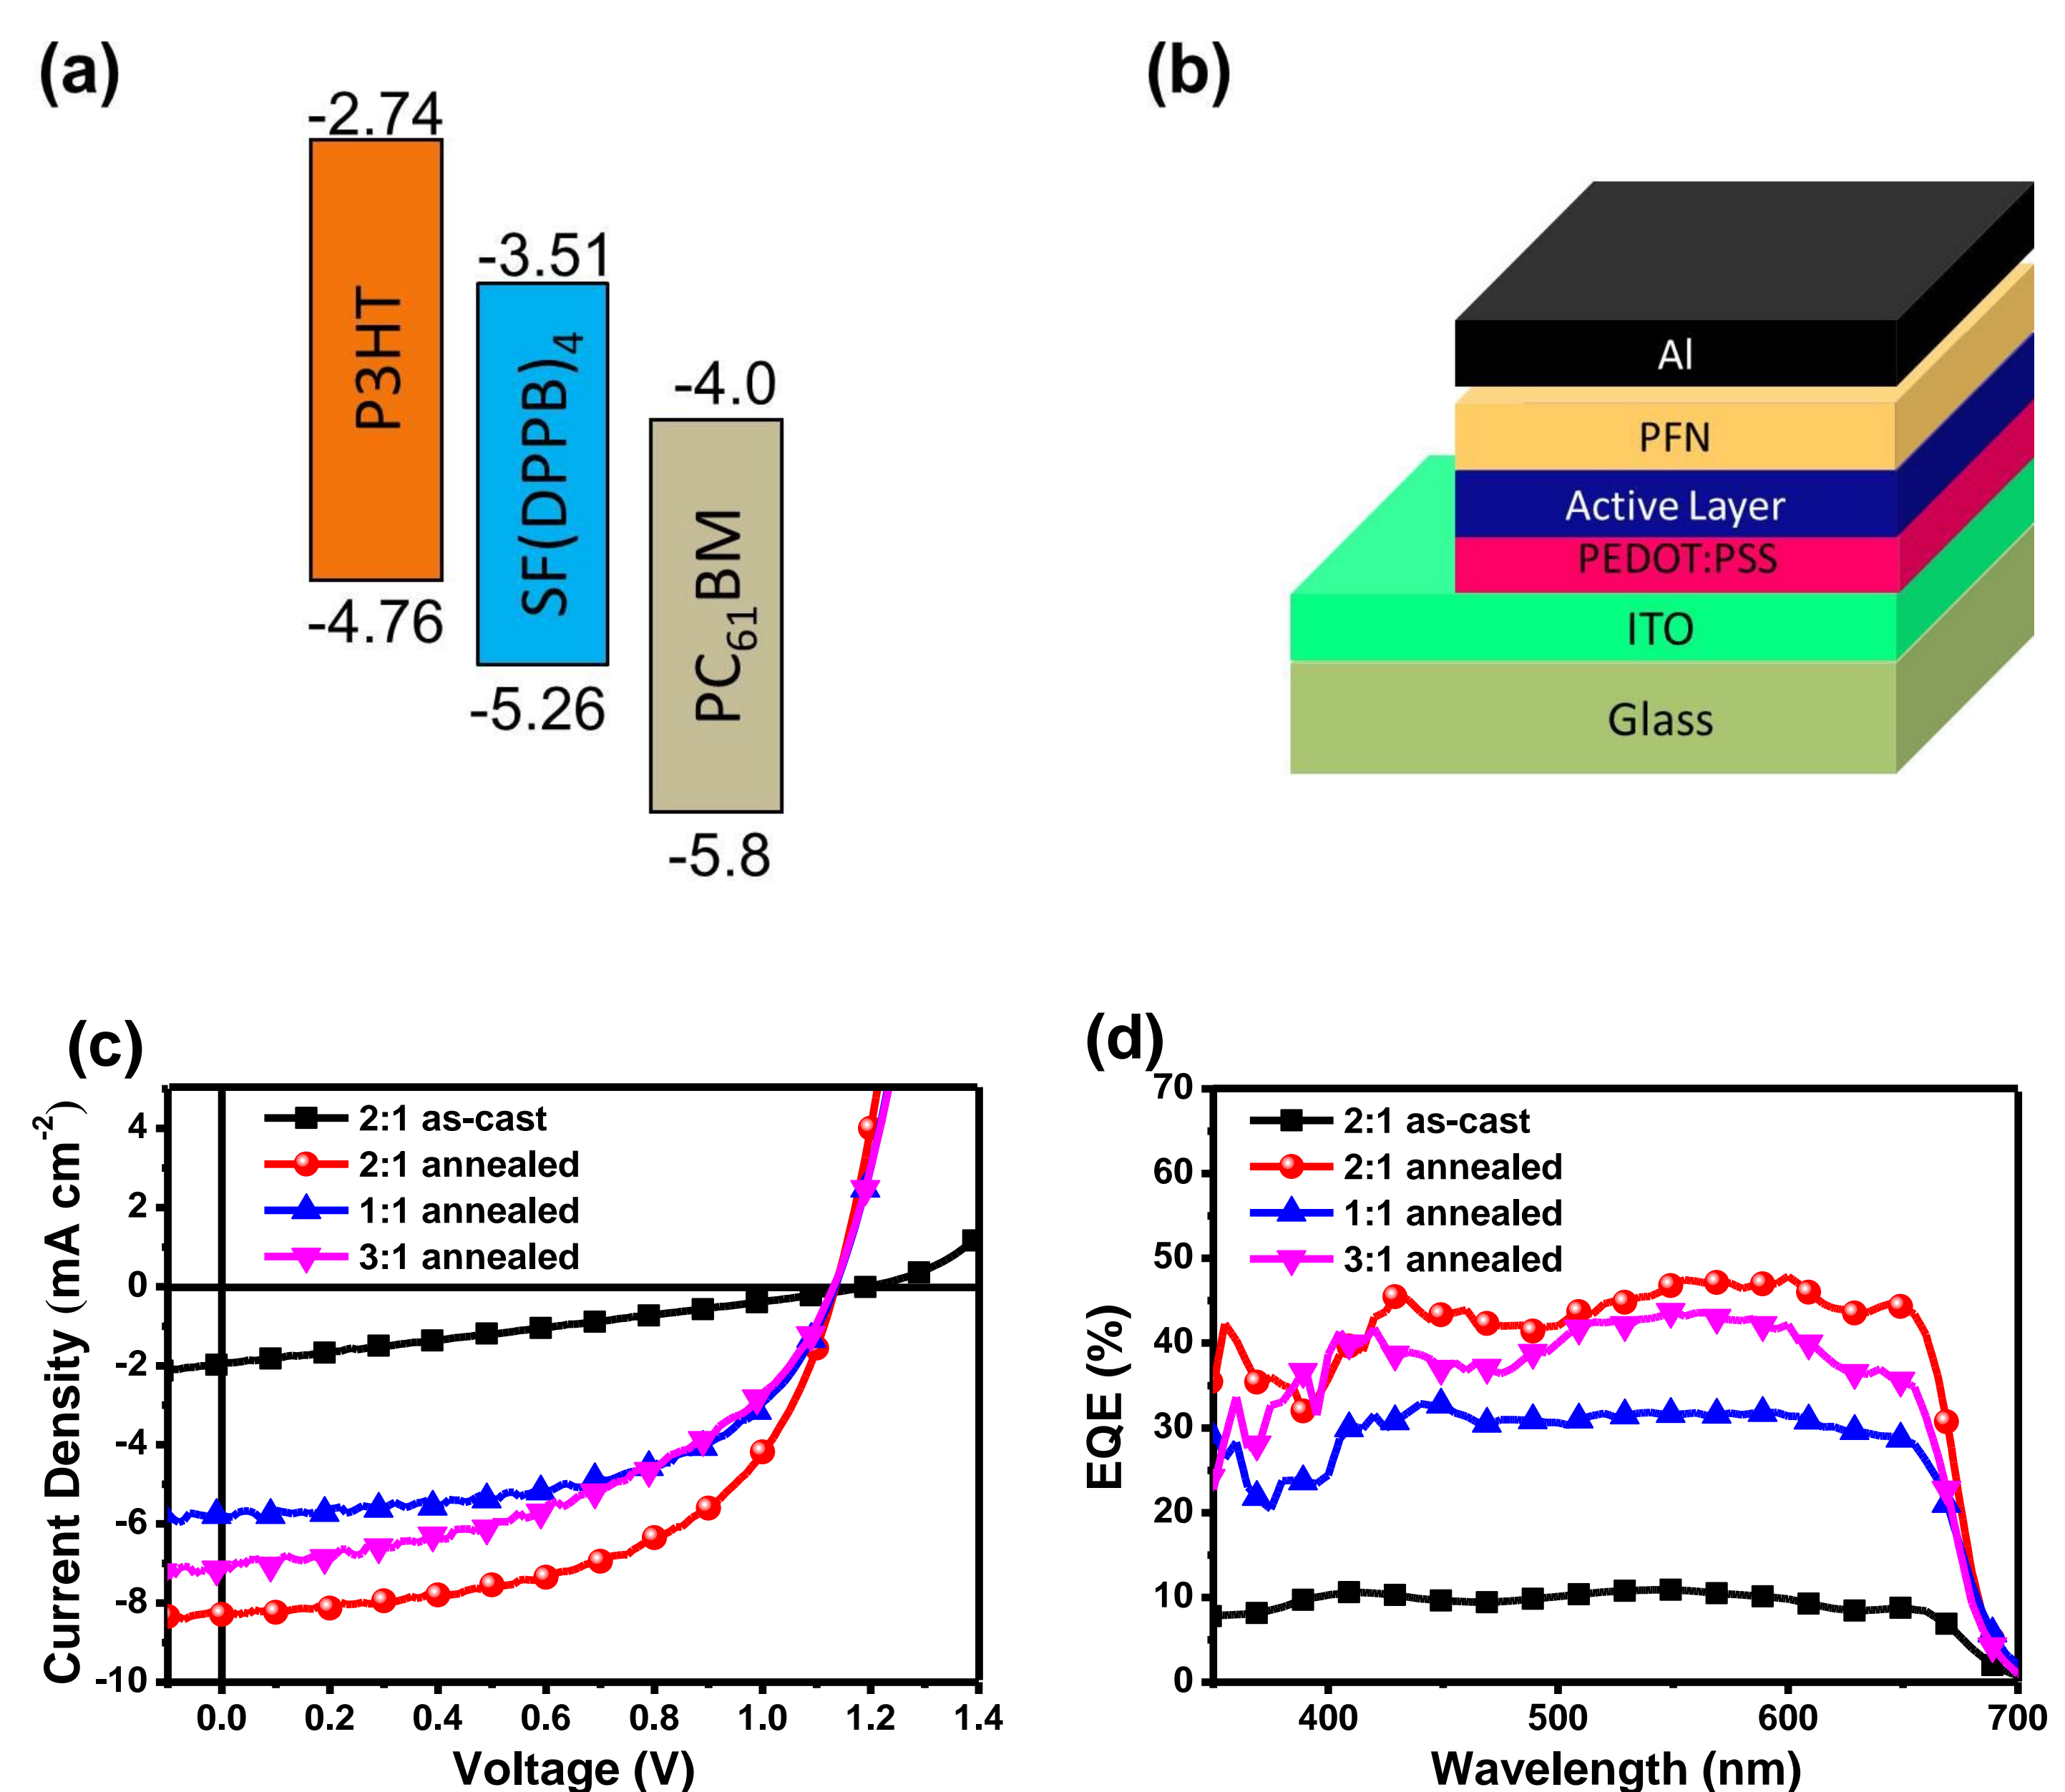 (a)
-2.74
P3HT
-4.76
-3.51
SF(DPPB)4
-5.26
-4.0
PC61BM
-5.8
(b)
Al
PFN
Active Layer
PEDOT:PSS
ITO
Glass
(c)
Current Density (mA cm-2)
4
2
0
-2
-4
-6
-8
-10
2:1 as-cast
2:1 annealed
1:1 annealed
3:1 annealed
0.0 0.2 0.4 0.6 0.8 1.0 1.2 1.4
Voltage (V)
(d)
EQE (%)
70
60
50
40
30
20
10
0
2:1 as-cast
2:1 annealed
1:1 annealed
3:1 annealed
400 500 600 700
Wavelength (nm)